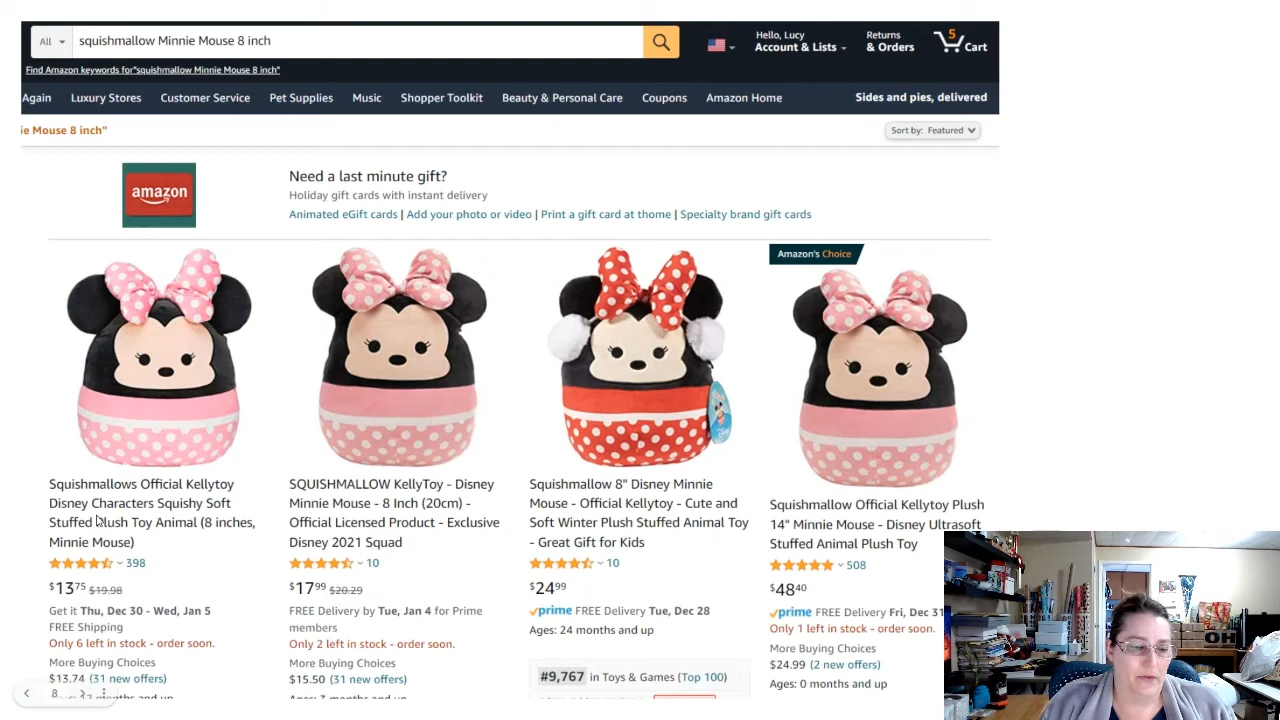 All
squishmallow Minnie Mouse 8 inch
Hello, Lucy
Account & Lists
Returns
& Orders
5
Cart
Find Amazon keywords for"squishmallow Minnie Mouse 8 inch"
Again
Luxury Stores
Customer Service
Pet Supplies
Music
Shopper Toolkit
Beauty & Personal Care
Coupons
Amazon Home
Sides and pies, delivered
ie Mouse 8 inch"
Sort by: Featured
amazon
Need a last minute gift?
Holiday gift cards with instant delivery
Animated eGift cards | Add your photo or video | Print a gift card at thome | Specialty brand gift cards
Squishmallows Official Kellytoy
Disney Characters Squishy Soft
Stuffed Plush Toy Animal (8 inches,
Minnie Mouse)
398
$13 75 $19.98
Get it Thu, Dec 30 - Wed, Jan 5
FREE Shipping
Only 6 left in stock - order soon.
More Buying Choices
$13.74 (31 new offers)
8
SQUISHMALLOW KellyToy - Disney
Minnie Mouse - 8 Inch (20cm) -
Official Licensed Product - Exclusive
Disney 2021 Squad
10
$17 99 $20.29
FREE Delivery by Tue, Jan 4 for Prime
members
Only 2 left in stock - order soon.
More Buying Choices
$15.50 (31 new offers)
Squishmallow 8" Disney Minnie
Mouse - Official Kellytoy - Cute and
Soft Winter Plush Stuffed Animal Toy
- Great Gift for Kids
10
$24 99
prime FREE Delivery Tue, Dec 28
Ages: 24 months and up
#9,767 in Toys & Games (Top 100)
Amazon's Choice
Squishmallow Official Kellytoy Plush
14" Minnie Mouse - Disney Ultrasoft
Stuffed Animal Plush Toy
508
$48 40
prime FREE Delivery Fri, Dec 31
Only 1 left in stock - order soon.
More Buying Choices
$24.99 (2 new offers)
Ages: 0 months and up
OH